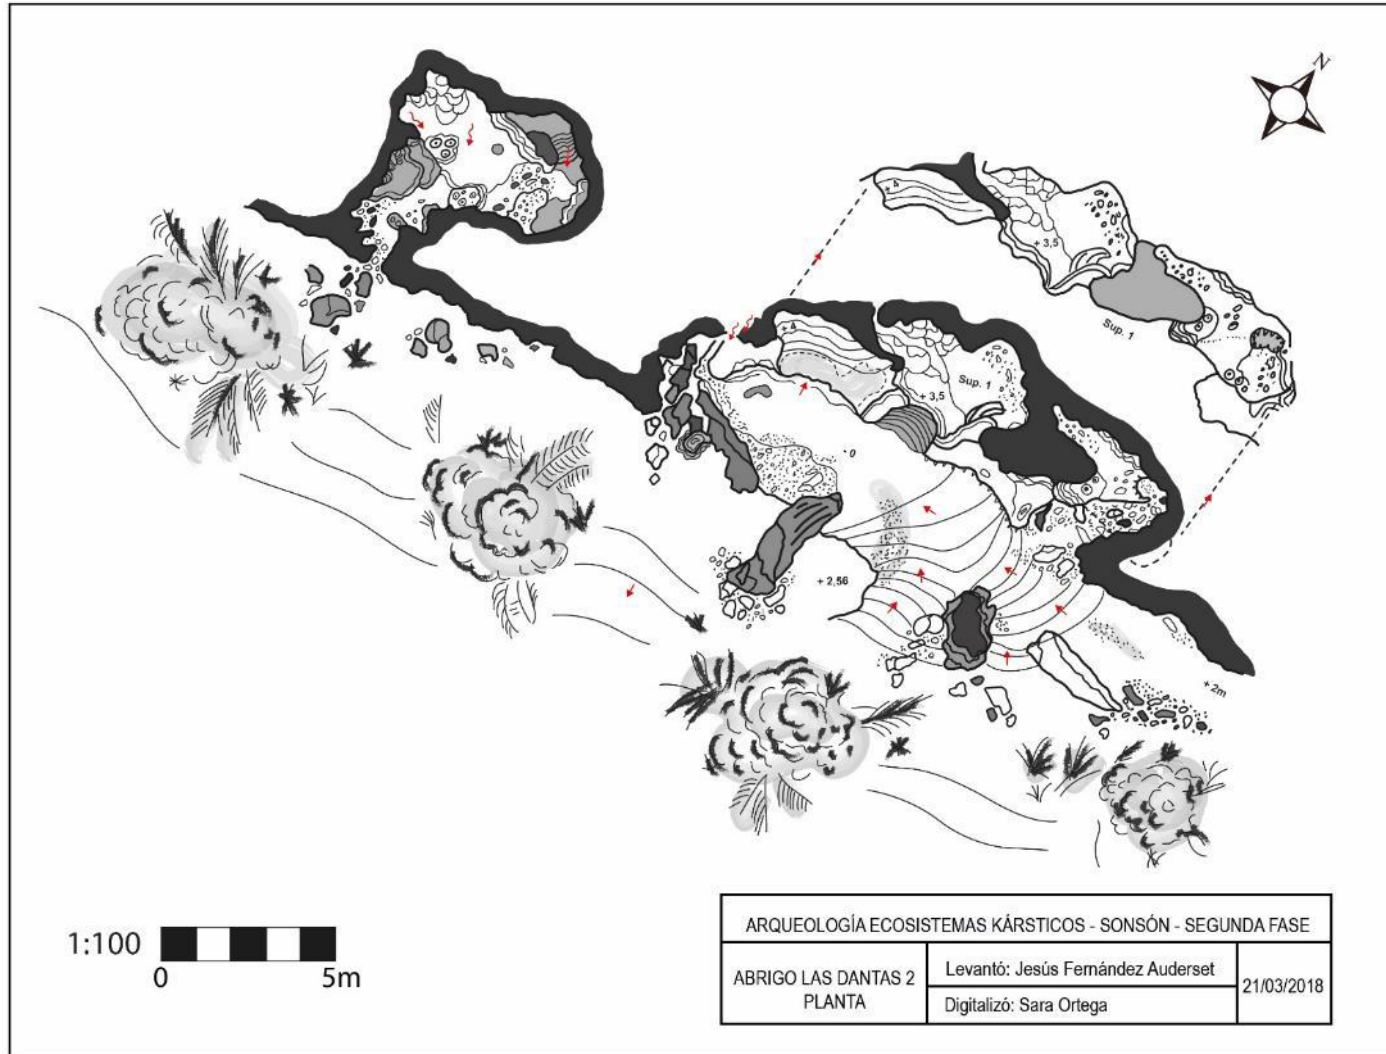 N
+ 4
+ 3,5
Sup. 1
+ 4
Sup. 1
+ 3,5
0
+ 2,56
+ 2m
1:100
0 5m
ARQUEOLOGÍA ECOSISTEMAS KÁRSTICOS - SONSÓN - SEGUNDA FASE
ABRIGO LAS DANTAS 2
PLANTA
Levantó: Jesús Fernández Auderset
Digitalizó: Sara Ortega
21/03/2018